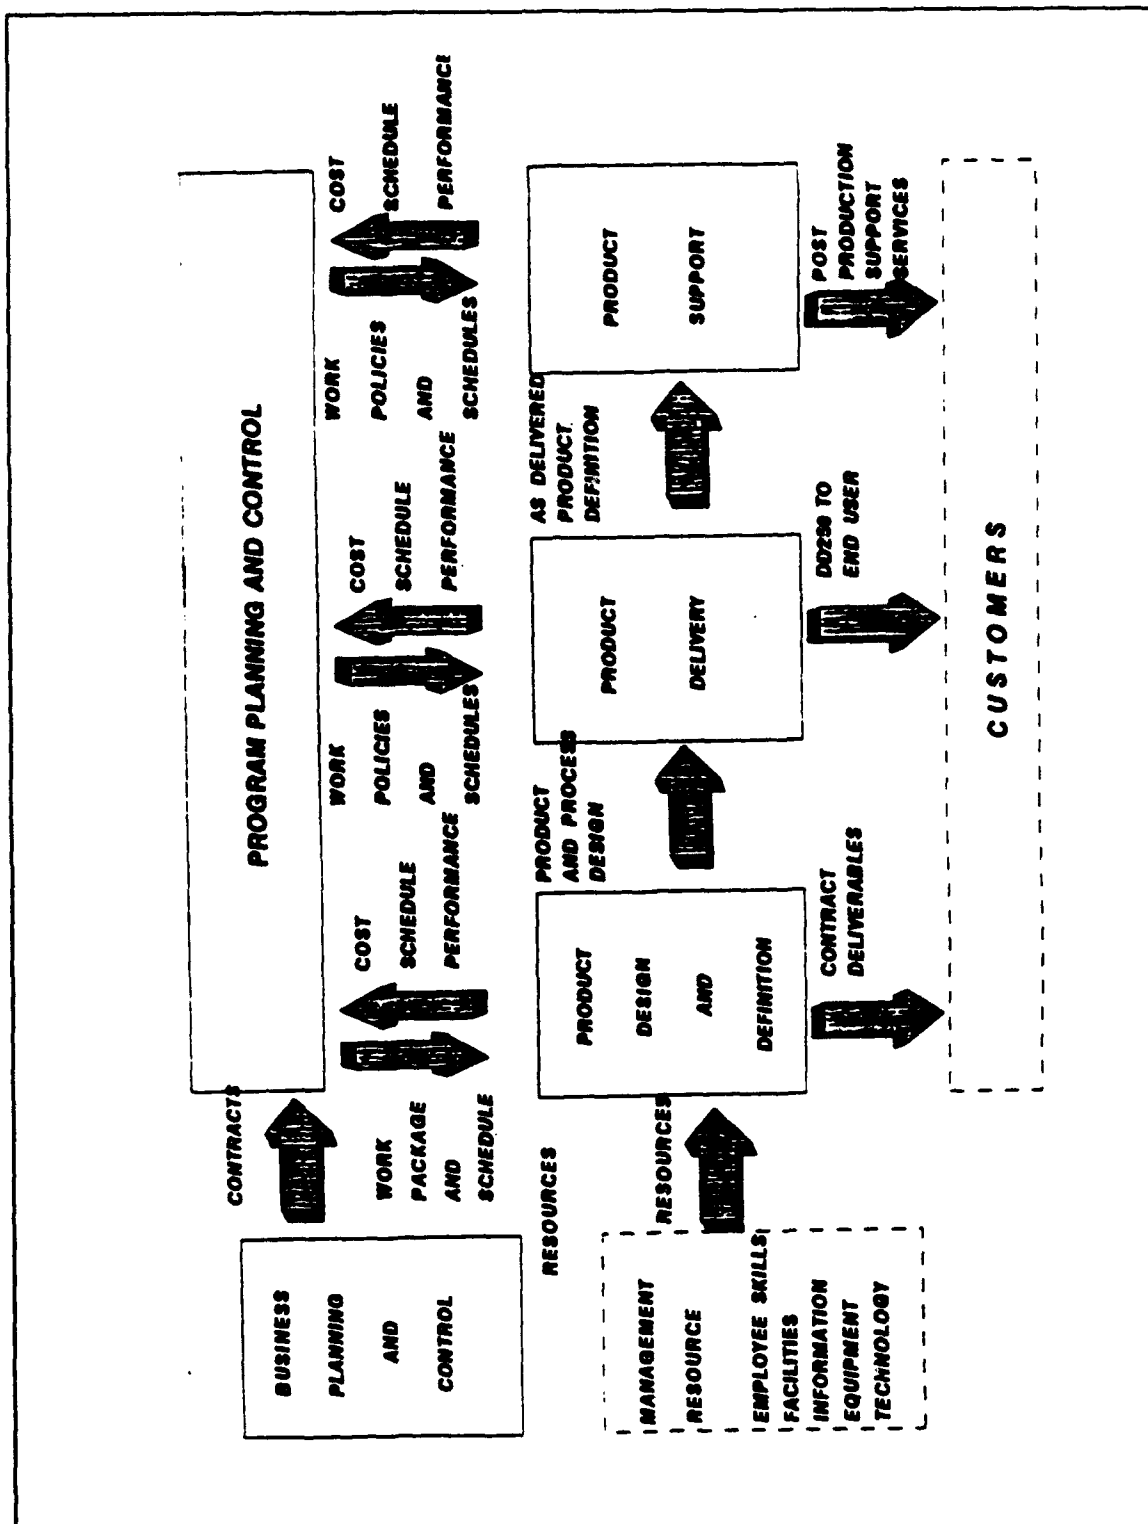 BUSINESS
PLANNING
AND
CONTROL
CONTRACTS
PROGRAM PLANNING AND CONTROL
WORK
PACKAGE
AND
SCHEDULE
COST
SCHEDULE
PERFORMANCE
WORK
POLICIES
AND
SCHEDULES
COST
SCHEDULE
PERFORMANCE
WORK
POLICIES
AND
SCHEDULES
COST
SCHEDULE
PERFORMANCE
RESOURCES
MANAGEMENT
RESOURCE
EMPLOYEE SKILLS
FACILITIES
INFORMATION
EQUIPMENT
TECHNOLOGY
RESOURCES
PRODUCT
DESIGN
AND
DEFINITION
PRODUCT
AND PROCESS
DESIGN
PRODUCT
DELIVERY
AS DELIVERED
PRODUCT
DEFINITION
PRODUCT
SUPPORT
CONTRACT
DELIVERABLES
DD250 TO
END USER
POST
PRODUCTION
SUPPORT
SERVICES
CUSTOMERS